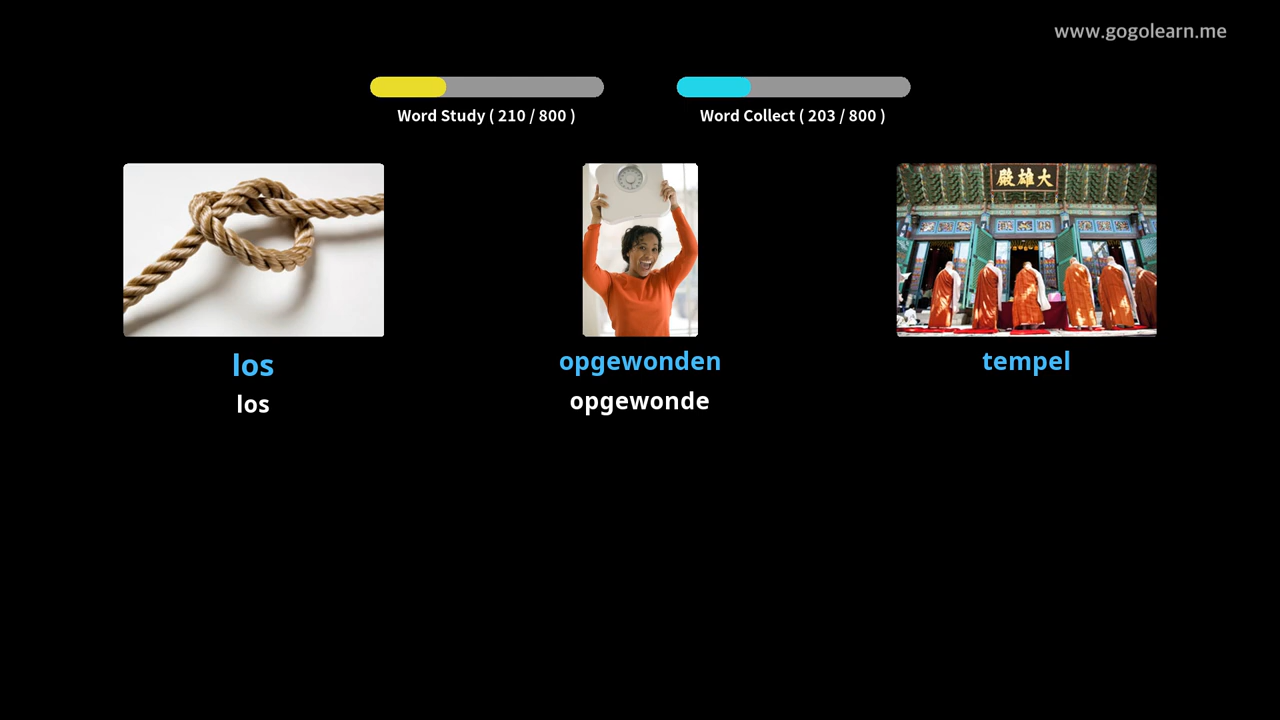 www.gogolearn.me
Word Study ( 210 / 800 )
Word Collect ( 203 / 800 )
殿雄大
los
opgewonden
tempel
los
opgewonde